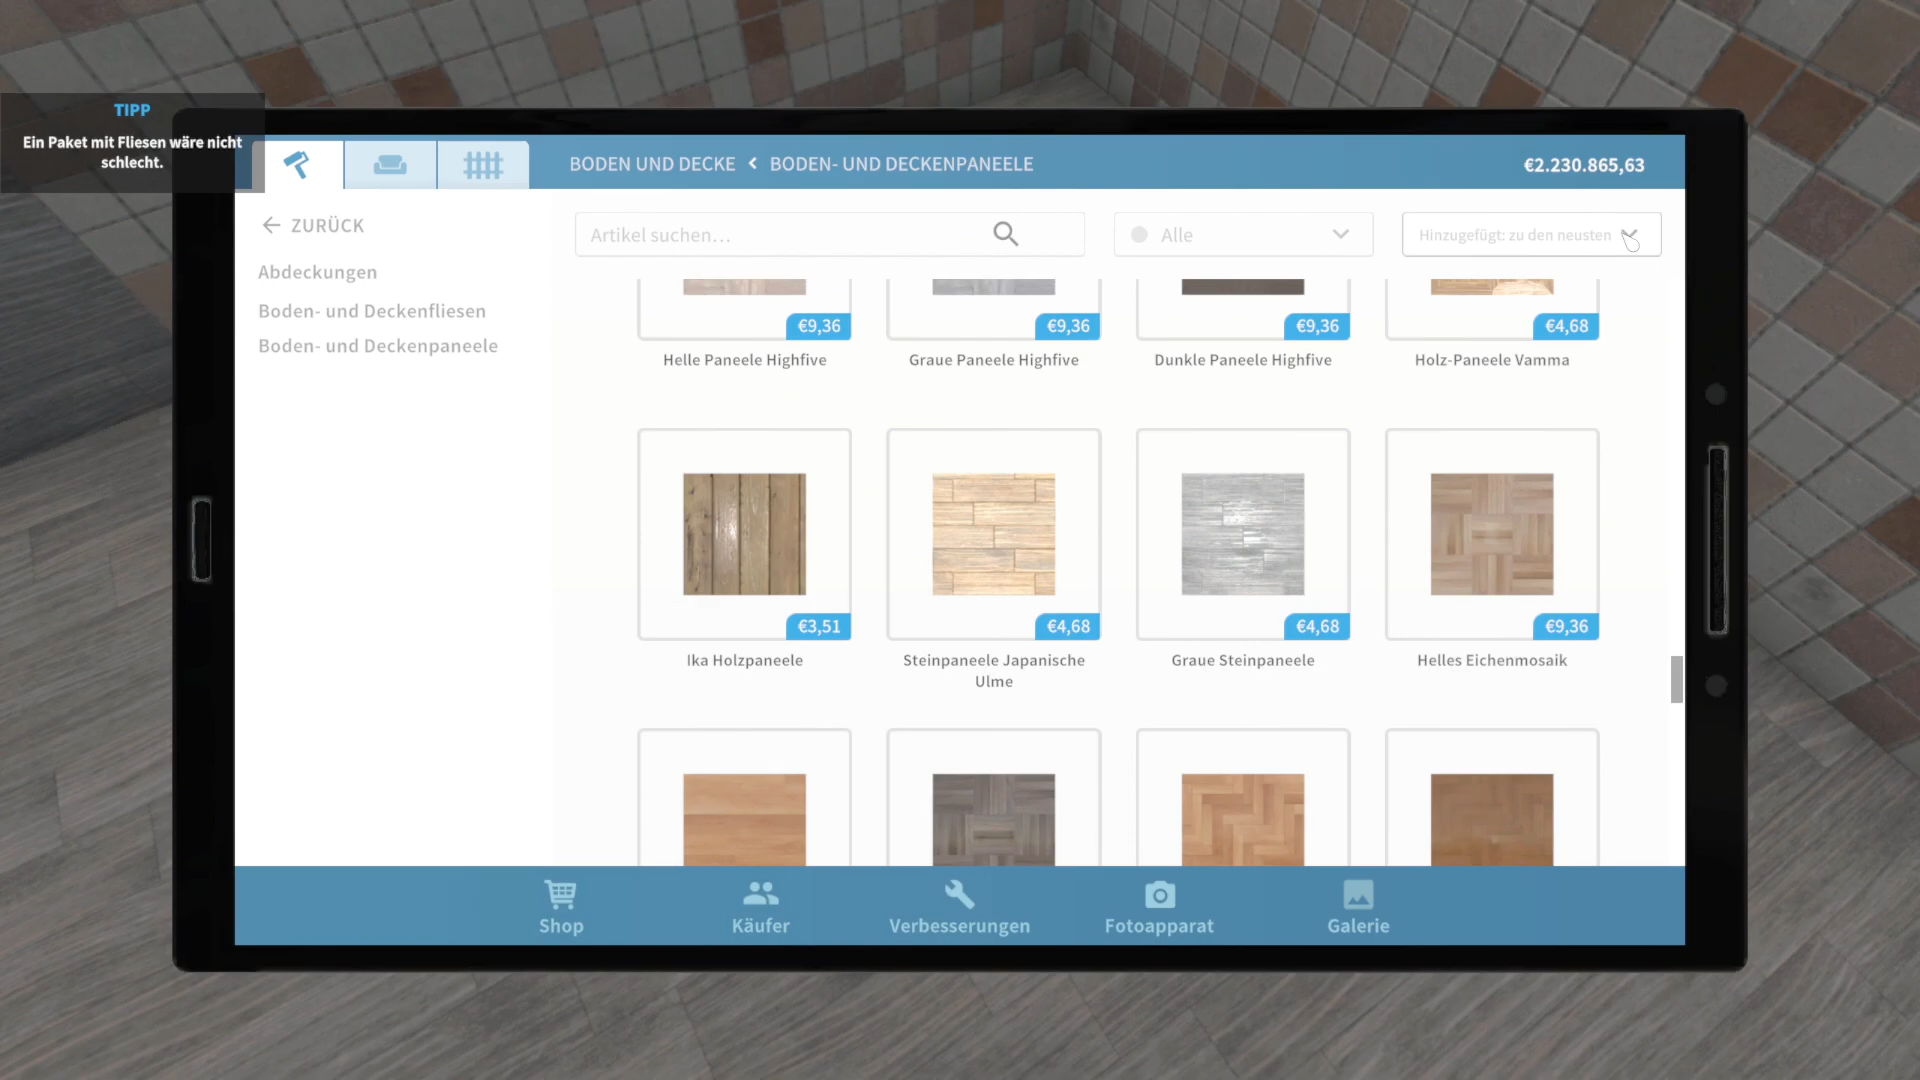 TIPP
Ein Paket mit Fliesen wäre nicht
schlecht.
BODEN UND DECKE < BODEN- UND DECKENPANEELE
€2.230.865,63
ZURÜCK
Artikel suchen...
Alle
Hinzugefügt: zu den neusten
Abdeckungen
Boden- und Deckenfliesen
Boden- und Deckenpaneele
€9,36
€9,36
€9,36
€4,68
Helle Paneele Highfive
Graue Paneele Highfive
Dunkle Paneele Highfive
Holz-Paneele Vamma
€3,51
€4,68
€4,68
€9,36
Ika Holzpaneele
Steinpaneele Japanische
Ulme
Graue Steinpaneele
Helles Eichenmosaik
Shop
Käufer
Verbesserungen
Fotoapparat
Galerie